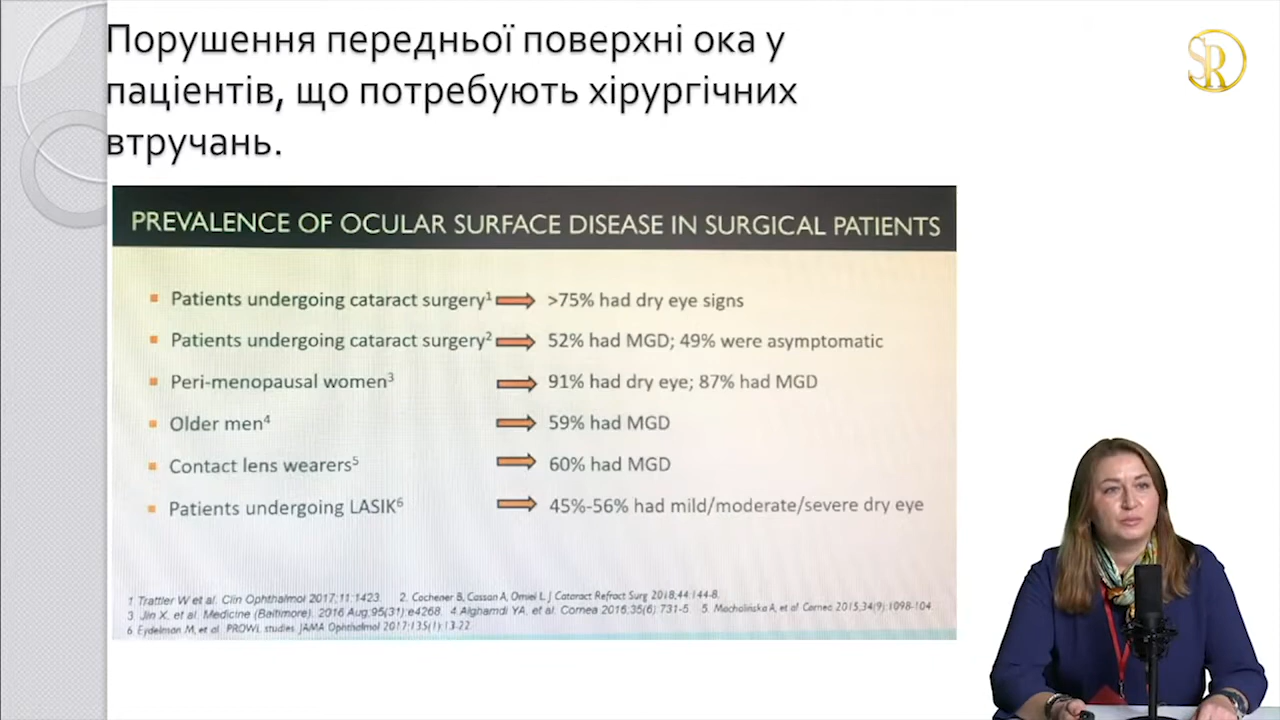 Порушення передньої поверхні ока у
пацієнтів, що потребують хірургічних
втручань.
SR
PREVALENCE OF OCULAR SURFACE DISEASE IN SURGICAL PATIENTS
▪ Patients undergoing cataract surgery¹ ➔ >75% had dry eye signs
▪ Patients undergoing cataract surgery² ➔ 52% had MGD; 49% were asymptomatic
▪ Peri-menopausal women³ ➔ 91% had dry eye; 87% had MGD
▪ Older men⁴ ➔ 59% had MGD
▪ Contact lens wearers⁵ ➔ 60% had MGD
▪ Patients undergoing LASIK⁶ ➔ 45%-56% had mild/moderate/severe dry eye
1 Trattler W et al. Clin Ophthalmol 2017;11:1423. 2. Cochener B, Cassan A, Omiel L. J Cataract Refract Surg 2018;44:144-8.
3. Jin X, et al. Medicine (Baltimore). 2016 Aug;95(31):e4268. 4. Alghamdi YA, et al. Cornea 2016;35(6):731-5 5. Machalińska A, et al Cornea 2015;34(9):1098-104.
6 Eydelman M, et al. PROWL studies. JAMA Ophthalmol 2017;135(1):13-22.